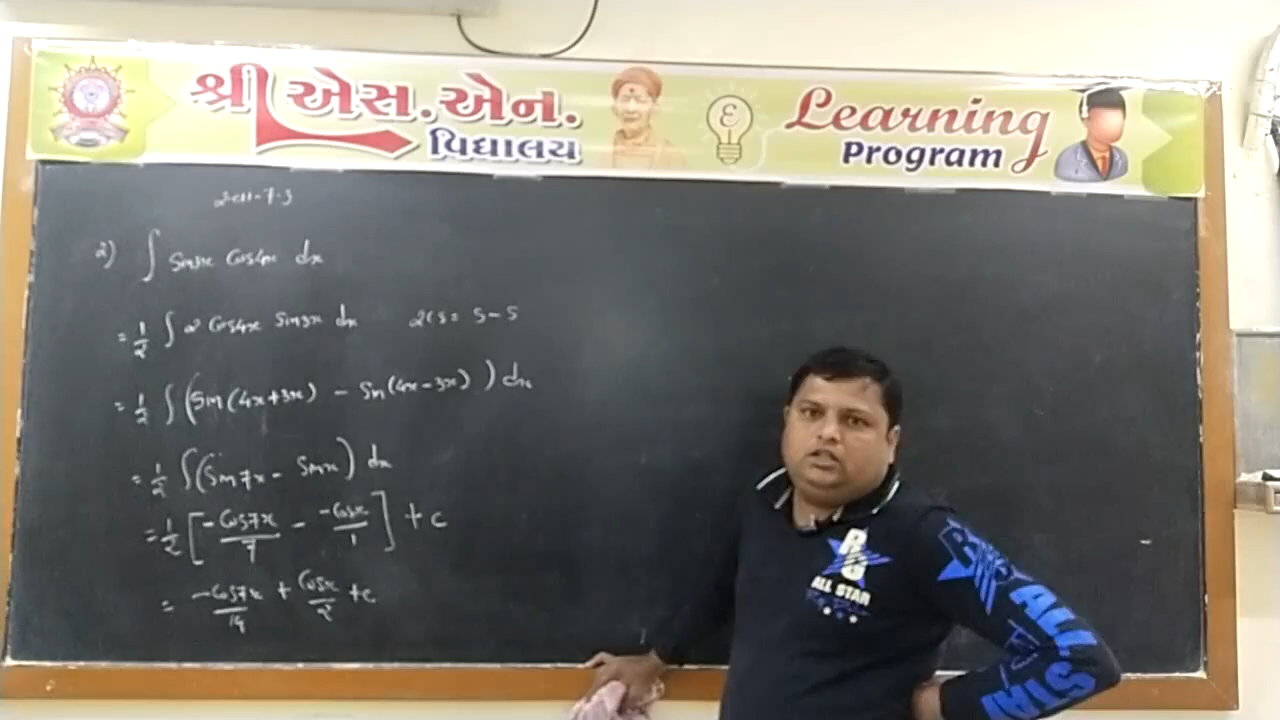 શ્રી એસ.એન.
વિદ્યાલય
Learning
Program
7.3
2) ∫ Sin3x Cos4x dx
= 1/2 ∫ 2 Cos4x Sin3x dx 2CS = S - S
= 1/2 ∫ (Sin(4x+3x) - Sin(4x-3x)) dx
= 1/2 ∫ (Sin7x - Sinx) dx
= 1/2 [-Cos7x/7 - -Cosx/1] + C
= -Cos7x/14 + Cosx/2 + C
R G
ALL STAR
ALL STA